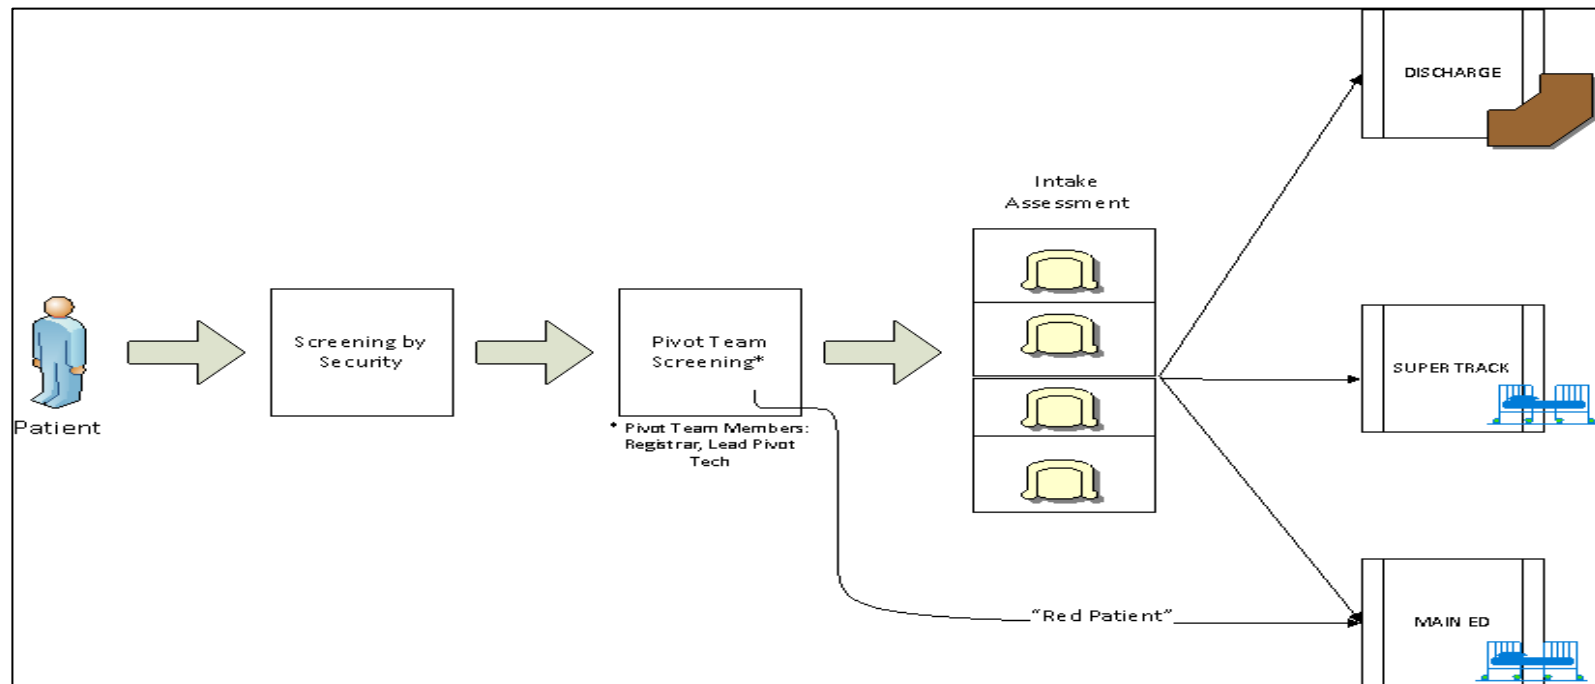 Patient
Screening by
Security
Pivot Team
Screening*
* Pivot Team Members:
Registrar, Lead Pivot
Tech
Intake
Assessment
DISCHARGE
SUPER TRACK
"Red Patient"
MAIN ED